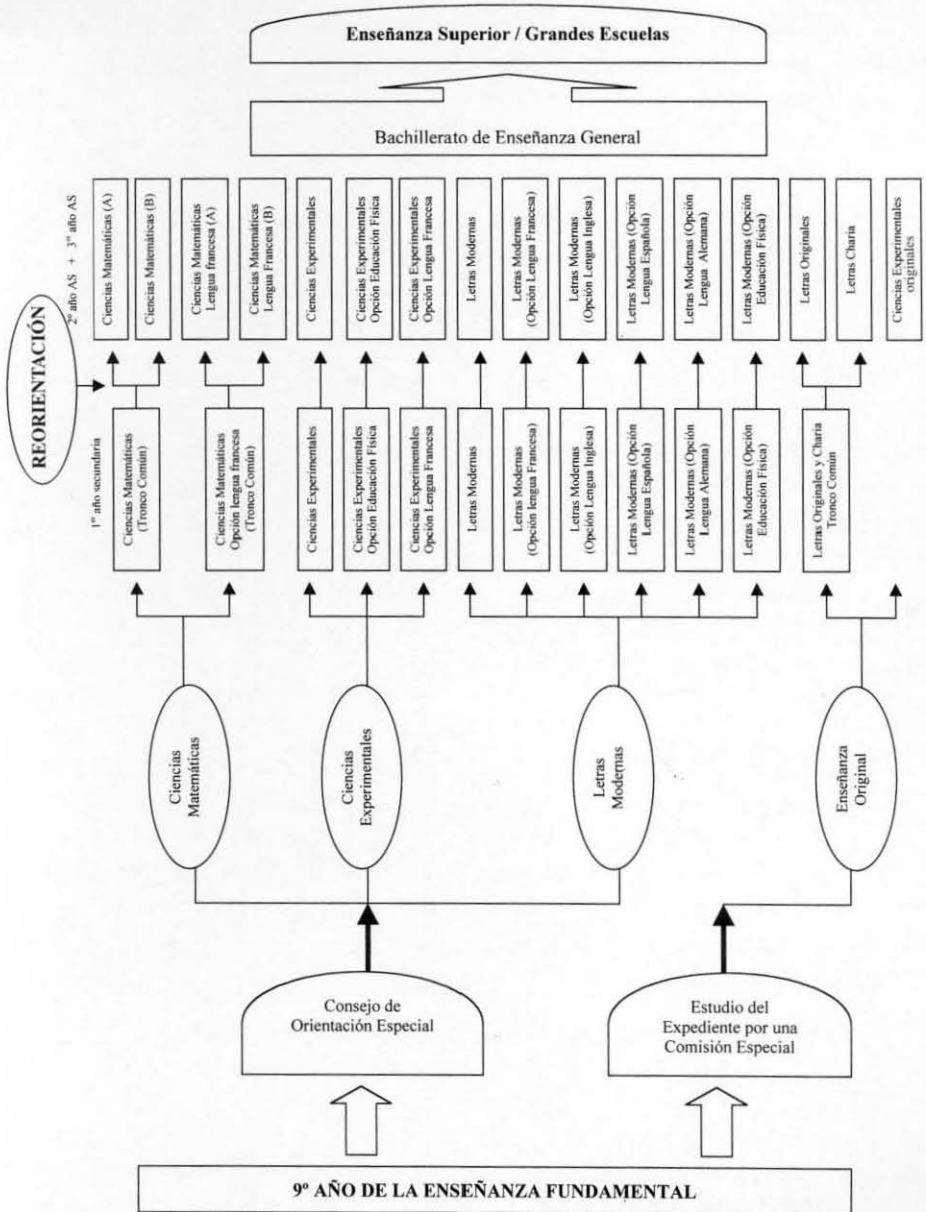 Enseñanza Superior / Grandes Escuelas
Bachillerato de Enseñanza General
REORIENTACIÓN
2º año AS + 3º año AS
Ciencias Matemáticas (A)
Ciencias Matemáticas (B)
Ciencias Matemáticas
Lengua francesa (A)
Ciencias Matemáticas
Lengua Francesa (B)
Ciencias Experimentales
Ciencias Experimentales
Opción Educación Física
Ciencias Experimentales
Opción Lengua Francesa
Letras Modernas
Letras Modernas
(Opción Lengua Francesa)
Letras Modernas
(Opción Lengua Inglesa)
Letras Modernas (Opción
Lengua Española)
Letras Modernas (Opción
Lengua Alemana)
Letras Modernas (Opción
Educación Física)
Letras Originales
Letras Charia
Ciencias Experimentales
originales
1er año secundaria
Ciencias Matemáticas
(Tronco Común)
Ciencias Matemáticas
Opción lengua francesa
(Tronco Común)
Ciencias Experimentales
Ciencias Experimentales
Opción Educación Física
Ciencias Experimentales
Opción Lengua Francesa
Letras Modernas
Letras Modernas
(Opción lengua Francesa)
Letras Modernas
(Opción Lengua Inglesa)
Letras Modernas (Opción
Lengua Española)
Letras Modernas (Opción
Lengua Alemana)
Letras Modernas (Opción
Educación Física)
Letras Originales y Charia
Tronco Común
Ciencias
Matemáticas
Ciencias
Experimentales
Letras
Modernas
Enseñanza
Original
Consejo de
Orientación Especial
Estudio del
Expediente por una
Comisión Especial
9º AÑO DE LA ENSEÑANZA FUNDAMENTAL